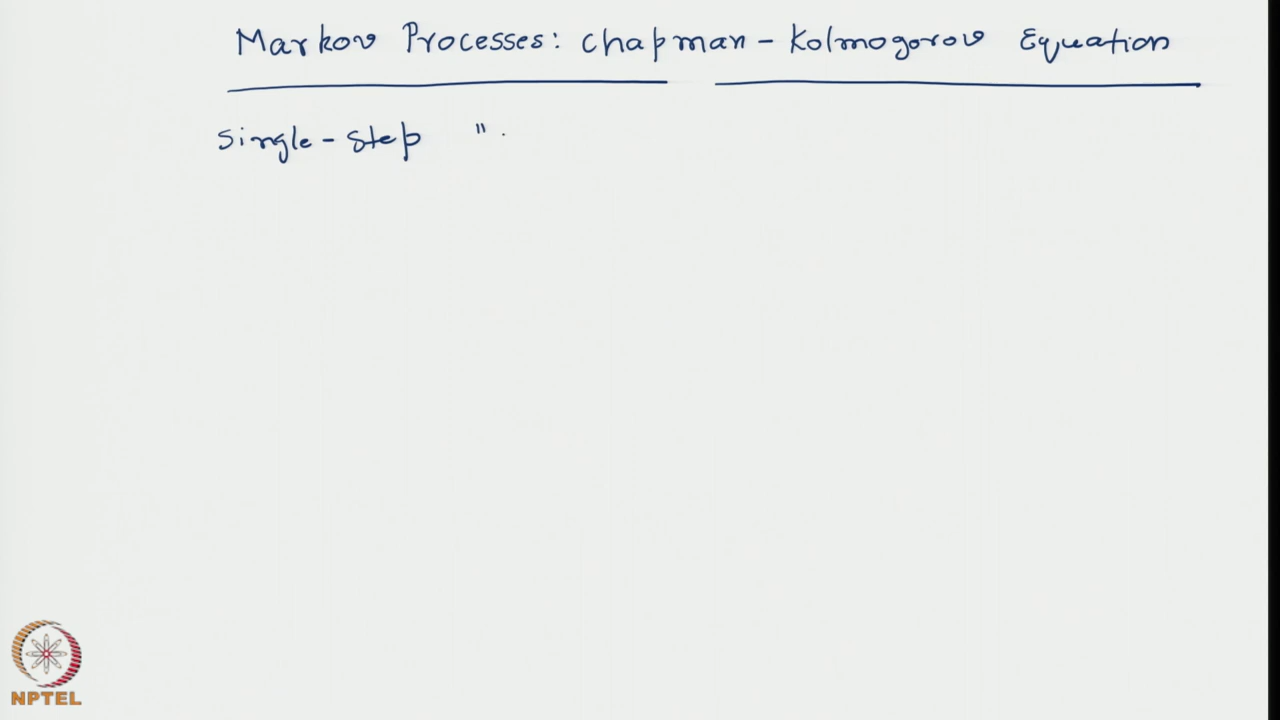 Markov Processes: Chapman - Kolmogorov Equation
Single - Step " .
NPTEL